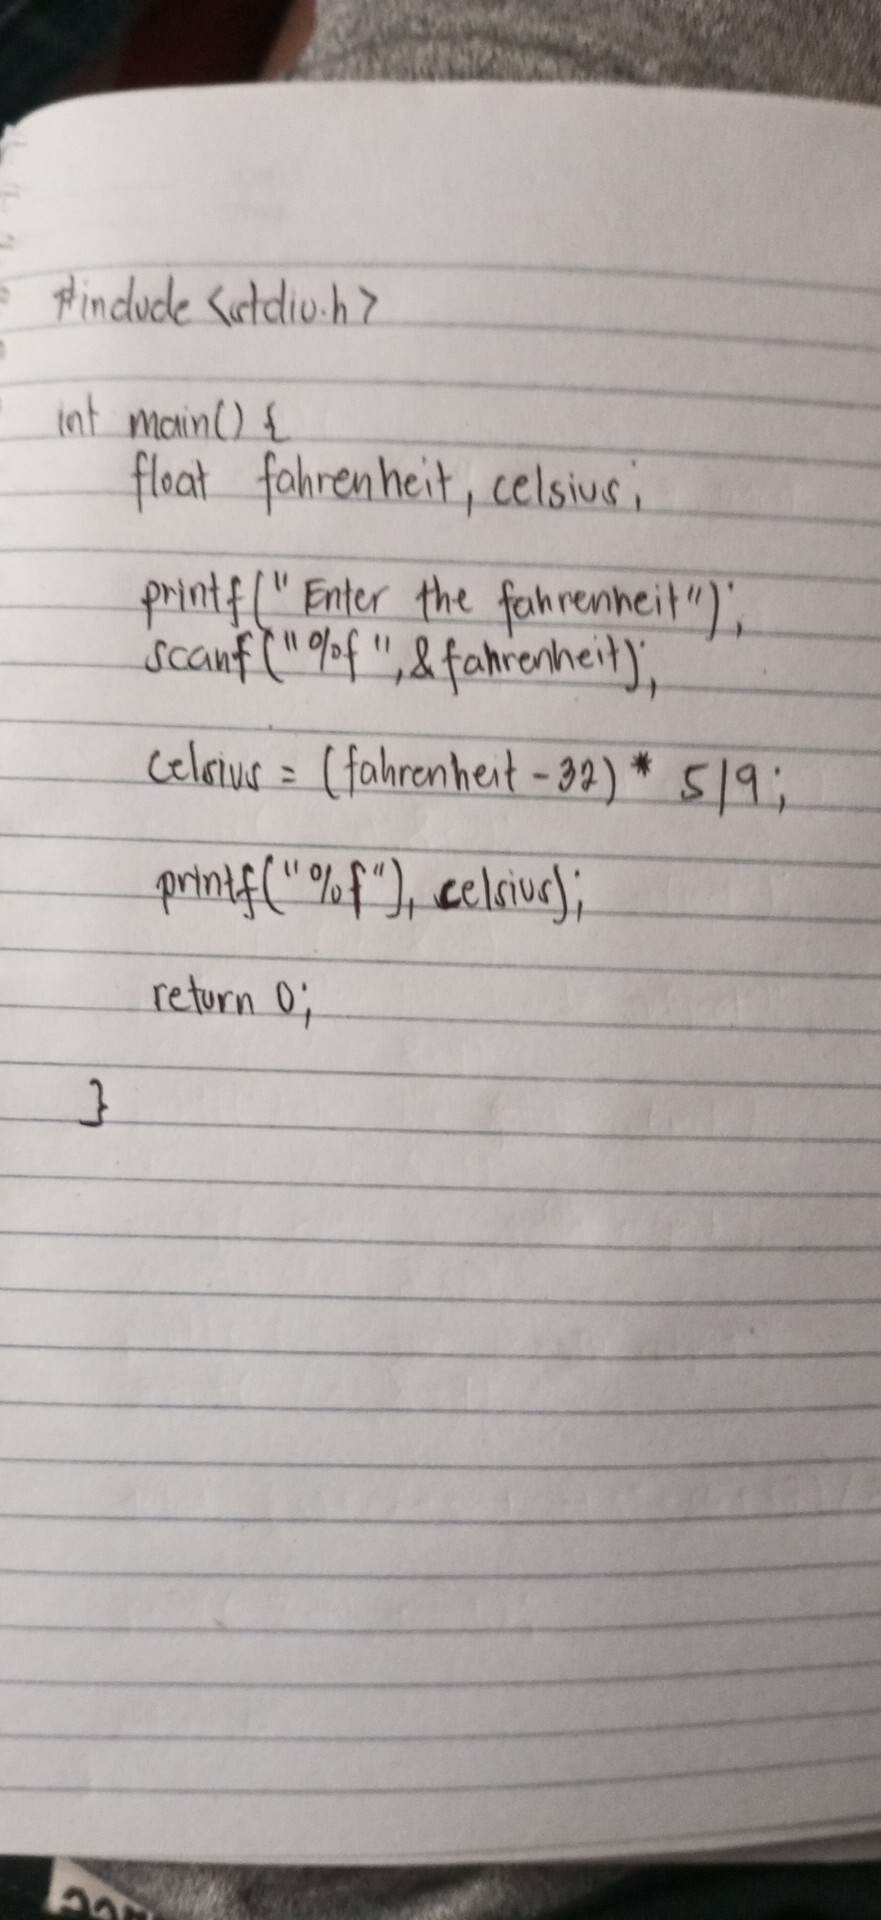 #include <stdio.h>
int main() {
float fahrenheit, celsius;
printf("Enter the fahrenheit");
scanf("%f", &fahrenheit);
celsius = (fahrenheit - 32) * 5/9;
printf("%f"), celsius);
return 0;
}